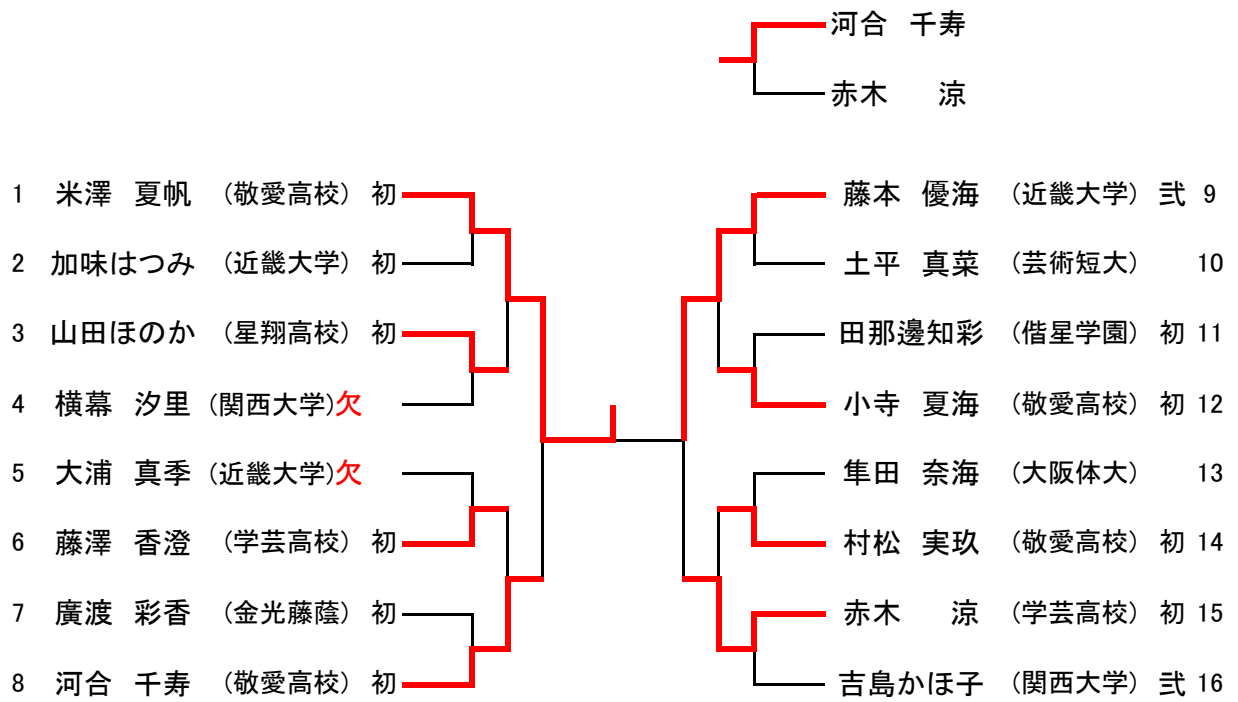 河合 千寿
赤木 涼
1 米澤 夏帆 (敬愛高校) 初 藤本 優海 (近畿大学) 弐 9
2 加味はつみ (近畿大学) 初 土平 真菜 (芸術短大) 10
3 山田ほのか (星翔高校) 初 田那邊知彩 (偕星学園) 初 11
4 横幕 汐里 (関西大学)欠 小寺 夏海 (敬愛高校) 初 12
5 大浦 真季 (近畿大学)欠 隼田 奈海 (大阪体大) 13
6 藤澤 香澄 (学芸高校) 初 村松 実玖 (敬愛高校) 初 14
7 廣渡 彩香 (金光藤蔭) 初 赤木 涼 (学芸高校) 初 15
8 河合 千寿 (敬愛高校) 初 吉島かほ子 (関西大学) 弐 16